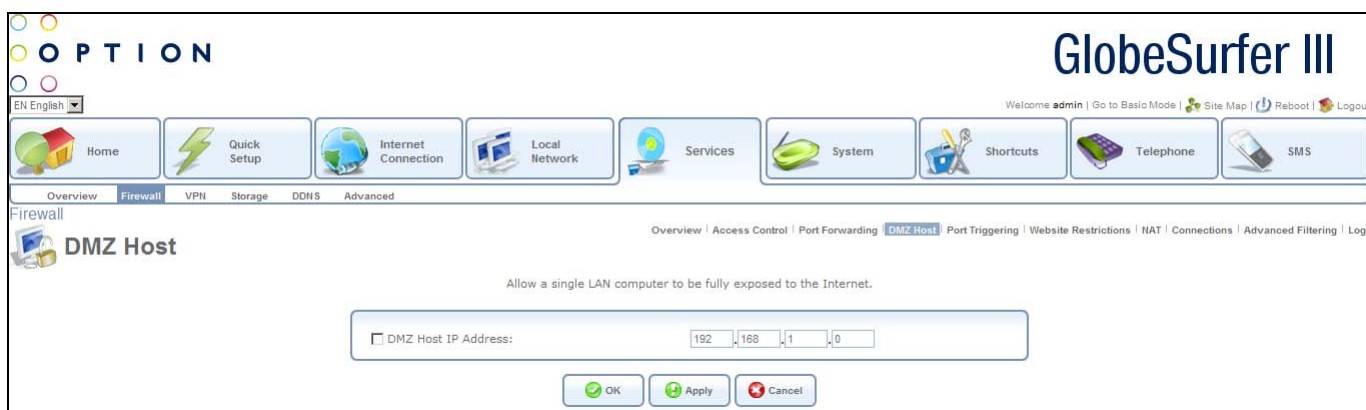 OPTION
GlobeSurfer III
EN English
Welcome admin | Go to Basic Mode | Site Map | Reboot | Logou
Home
Quick Setup
Internet Connection
Local Network
Services
System
Shortcuts
Telephone
SMS
Overview Firewall VPN Storage DDNS Advanced
Firewall
DMZ Host
Overview | Access Control | Port Forwarding | DMZ Host | Port Triggering | Website Restrictions | NAT | Connections | Advanced Filtering | Log
Allow a single LAN computer to be fully exposed to the Internet.
DMZ Host IP Address: 192 . 168 . 1 . 0
OK Apply Cancel